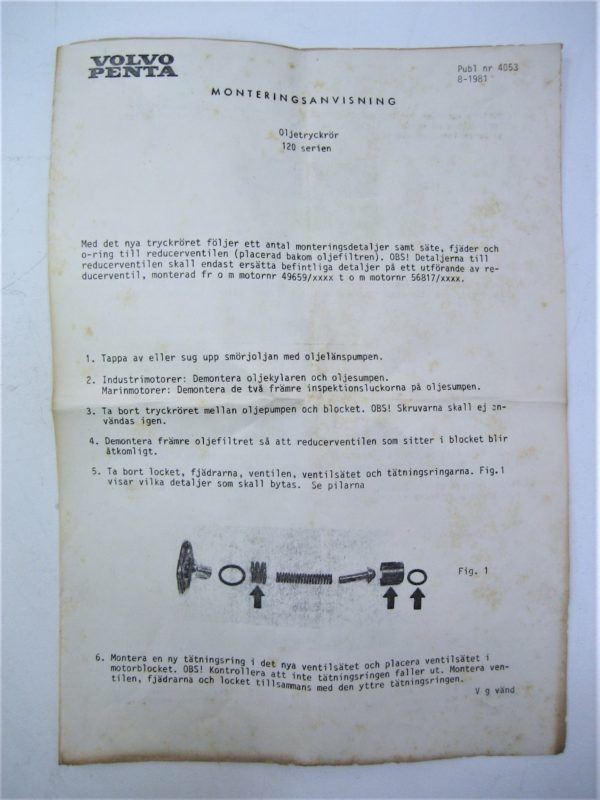 VOLVO
PENTA
Publ nr 4053
8-1981
MONTERINGSANVISNING
Oljetryckrör
120 serien
Med det nya tryckröret följer ett antal monteringsdetaljer samt säte, fjäder och
o-ring till reducerventilen (placerad bakom oljefiltren). OBS! Detaljerna till
reducerventilen skall endast ersätta befintliga detaljer på ett utförande av re-
ducerventil, monterad fr o m motornr 49659/xxxx t o m motornr 56817/xxxx.
1. Tappa av eller sug upp smörjoljan med oljelänspumpen.
2. Industrimotorer: Demontera oljekylaren och oljesumpen.
Marinmotorer: Demontera de två främre inspektionsluckorna på oljesumpen.
3. Ta bort tryckröret mellan oljepumpen och blocket. OBS! Skruvarna skall ej an-
vändas igen.
4. Demontera främre oljefiltret så att reducerventilen som sitter i blocket blir
åtkomligt.
5. Ta bort locket, fjädrarna, ventilen, ventilsätet och tätningsringarna. Fig.1
visar vilka detaljer som skall bytas. Se pilarna
Fig. 1
6. Montera en ny tätningsring i det nya ventilsätet och placera ventilsätet i
motorblocket. OBS! Kontrollera att inte tätningsringen faller ut. Montera ven-
tilen, fjädrarna och locket tillsammans med den yttre tätningsringen.
V g vänd